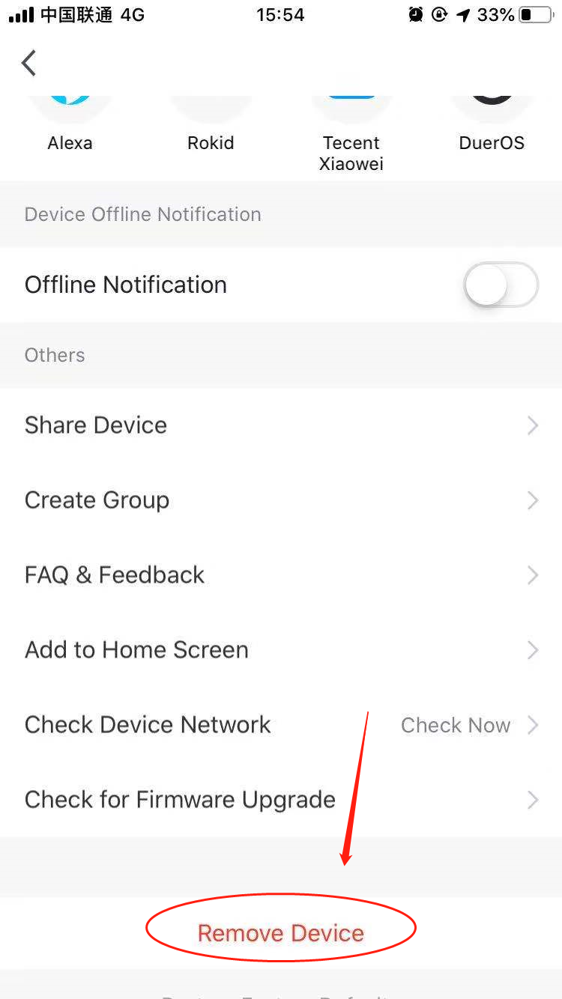 中国联通 4G 15:54 33%
Alexa Rokid Tecent Xiaowei DuerOS
Device Offline Notification
Offline Notification
Others
Share Device
Create Group
FAQ & Feedback
Add to Home Screen
Check Device Network Check Now
Check for Firmware Upgrade
Remove Device